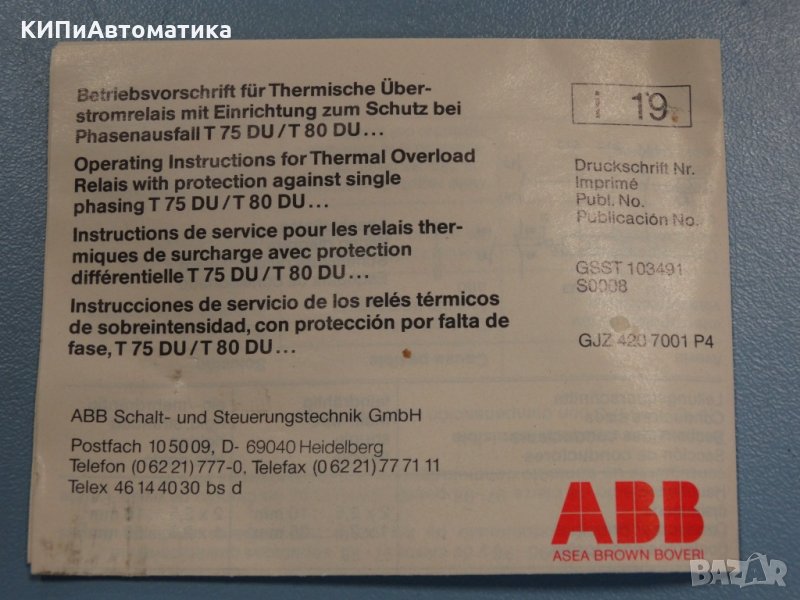 КИПиАвтоматика
Betriebsvorschrift für Thermische Über-
stromrelais mit Einrichtung zum Schutz bei
Phasenausfall T 75 DU / T 80 DU...
Operating Instructions for Thermal Overload
Relais with protection against single
phasing T 75 DU / T 80 DU...
Instructions de service pour les relais ther-
miques de surcharge avec protection
différentielle T 75 DU / T 80 DU...
Instrucciones de servicio de los relés térmicos
de sobreintensidad, con protección por falta de
fase, T 75 DU / T 80 DU...
i 19.
Druckschrift Nr.
Imprimé
Publ. No.
Publicación No.
GSST 103491
S0008
GJZ 420 7001 P4
ABB Schalt- und Steuerungstechnik GmbH
Postfach 10 50 09, D- 69040 Heidelberg
Telefon (0 62 21) 777-0, Telefax (0 62 21) 77 71 11
Telex 46 14 40 30 bs d
ABB
ASEA BROWN BOVERI
BAZAR